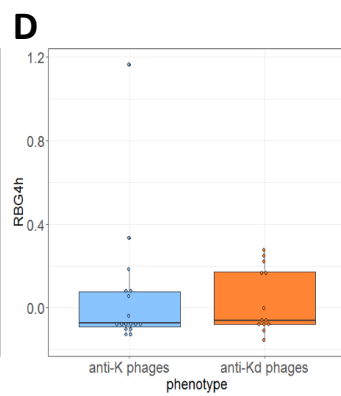 D
1.2
0.8
0.4
0.0
RBG4h
anti-K phages anti-Kd phages
phenotype